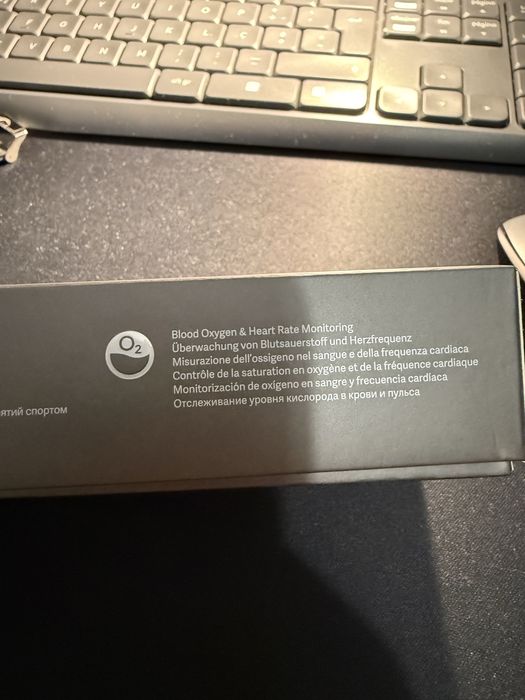 O2
Blood Oxygen & Heart Rate Monitoring
Überwachung von Blutsauerstoff und Herzfrequenz
Misurazione dell'ossigeno nel sangue e della frequenza cardiaca
Contrôle de la saturation en oxygène et de la fréquence cardiaque
Monitorización de oxígeno en sangre y frecuencia cardíaca
Отслеживание уровня кислорода в крови и пульса
ятий спортом